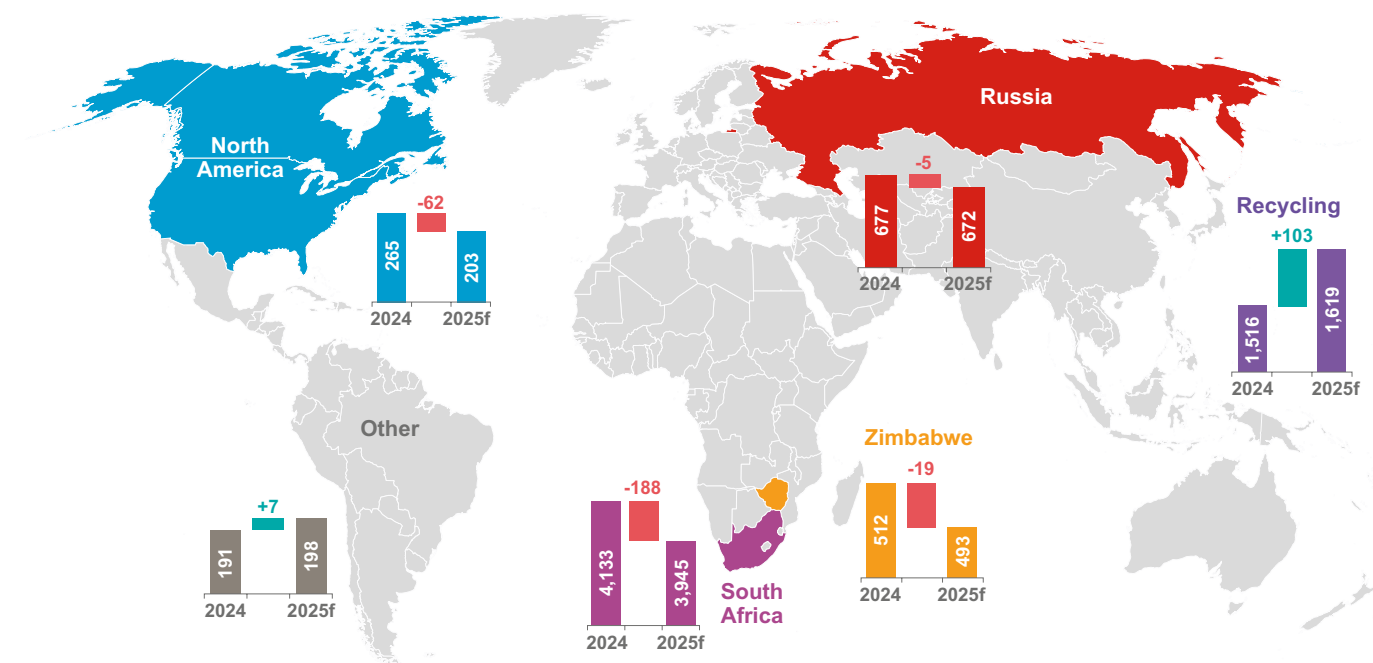 North
America
-62
265
203
2024
2025f
Russia
-5
677
672
2024
2025f
Recycling
+103
1,516
1,619
2024
2025f
Other
+7
191
198
2024
2025f
-188
4,133
3,945
2024
2025f
South
Africa
Zimbabwe
-19
512
493
2024
2025f